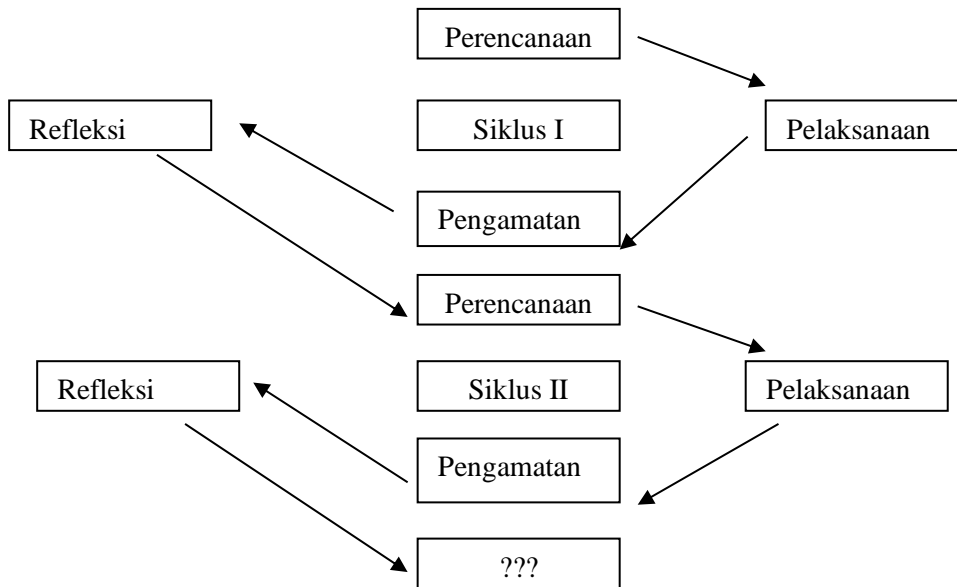 Perencanaan
Refleksi
Siklus I
Pelaksanaan
Pengamatan
Perencanaan
Refleksi
Siklus II
Pelaksanaan
Pengamatan
???